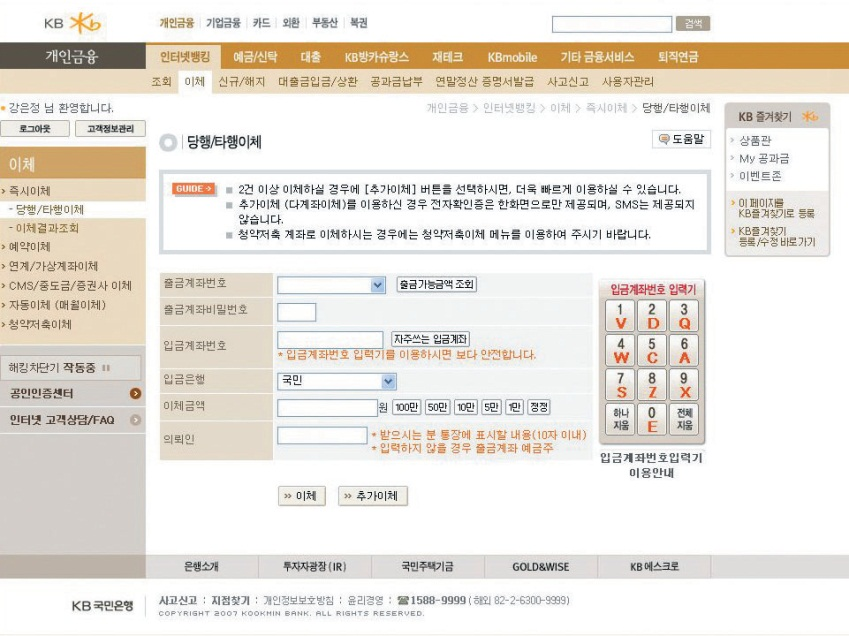 KB Kb
개인금융 기업금융 카드 외환 부동산 복권
검색
개인금융
인터넷뱅킹 예금/신탁 대출 KB방카슈랑스 재테크 KBmobile 기타 금융서비스 퇴직연금
조회 이체 신규/해지 대출금입금/상환 공과금납부 연말정산 증명서발급 사고신고 사용자관리
강은정 님 환영합니다.
로그아웃 고객정보관리
이체
즉시이체
- 당행/타행이체
- 이체결과조회
예약이체
연계/가상계좌이체
CMS/중도금/증권사 이체
자동이체 (매월이체)
청약저축이체
해킹차단기 작동중
공인인증센터
인터넷 고객상담/FAQ
개인금융 > 인터넷뱅킹 > 이체 > 즉시이체 > 당행/타행이체
당행/타행이체
도움말
GUIDE
2건 이상 이체하실 경우에 [추가이체] 버튼을 선택하시면, 더욱 빠르게 이용하실 수 있습니다.
추가이체 (다계좌이체)를 이용하신 경우 전자확인증은 한화면으로만 제공되며, SMS는 제공되지
않습니다.
청약저축 계좌로 이체하시는 경우에는 청약저축이체 메뉴를 이용하여 주시기 바랍니다.
출금계좌번호 출금가능금액 조회
출금계좌비밀번호
입금계좌번호 자주쓰는 입금계좌
* 입금계좌번호 입력기를 이용하시면 보다 안전합니다.
입금은행 국민
이체금액 원 100만 50만 10만 5만 1만 정정
의뢰인 * 받으시는 분 통장에 표시할 내용(10자 이내)
* 입력하지 않을 경우 출금계좌 예금주
» 이체 » 추가이체
입금계좌번호 입력기
1 2 3
V D Q
4 5 6
W C A
7 8 9
S Z X
하나 0 전체
지움 E 지움
입금계좌번호입력기
이용안내
KB 즐겨찾기
상품관
My 공과금
이벤트존
이 페이지를
KB즐겨찾기로 등록
KB즐겨찾기
등록/수정 바로가기
은행소개 투자자광장 (IR) 국민주택기금 GOLD&WISE KB 에스크로
KB 국민은행
사고신고 : 지점찾기 : 개인정보보호방침 : 윤리경영 : ☎1588-9999 (해외 82-2-6300-9999)
COPYRIGHT 2007 KOOKMIN BANK. ALL RIGHTS RESERVED.